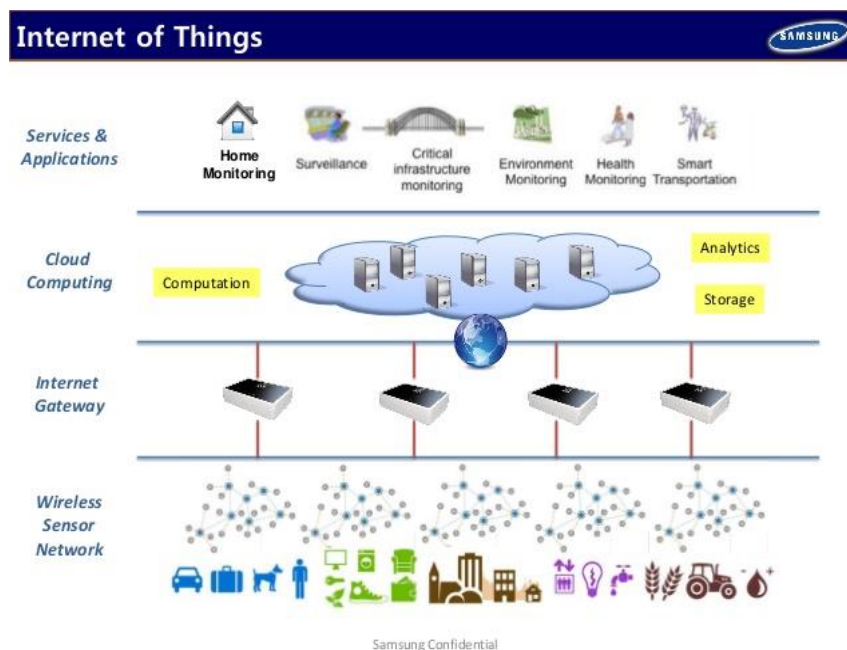 Internet of Things
SAMSUNG
Services &
Applications
Home
Monitoring
Surveillance
Critical
infrastructure
monitoring
Environment
Monitoring
Health
Monitoring
Smart
Transportation
Cloud
Computing
Computation
Analytics
Storage
Internet
Gateway
Wireless
Sensor
Network
Samsung Confidential